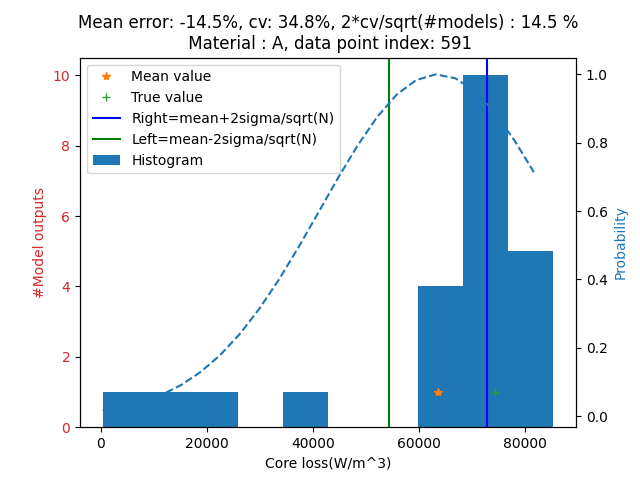 Mean error: -14.5%, cv: 34.8%, 2*cv/sqrt(#models) : 14.5 %
Material : A, data point index: 591
Mean value
True value
Right=mean+2sigma/sqrt(N)
Left=mean-2sigma/sqrt(N)
Histogram
10
8
6
4
2
0
#Model outputs
1.0
0.8
0.6
0.4
0.2
0.0
Probability
0 20000 40000 60000 80000
Core loss(W/m^3)